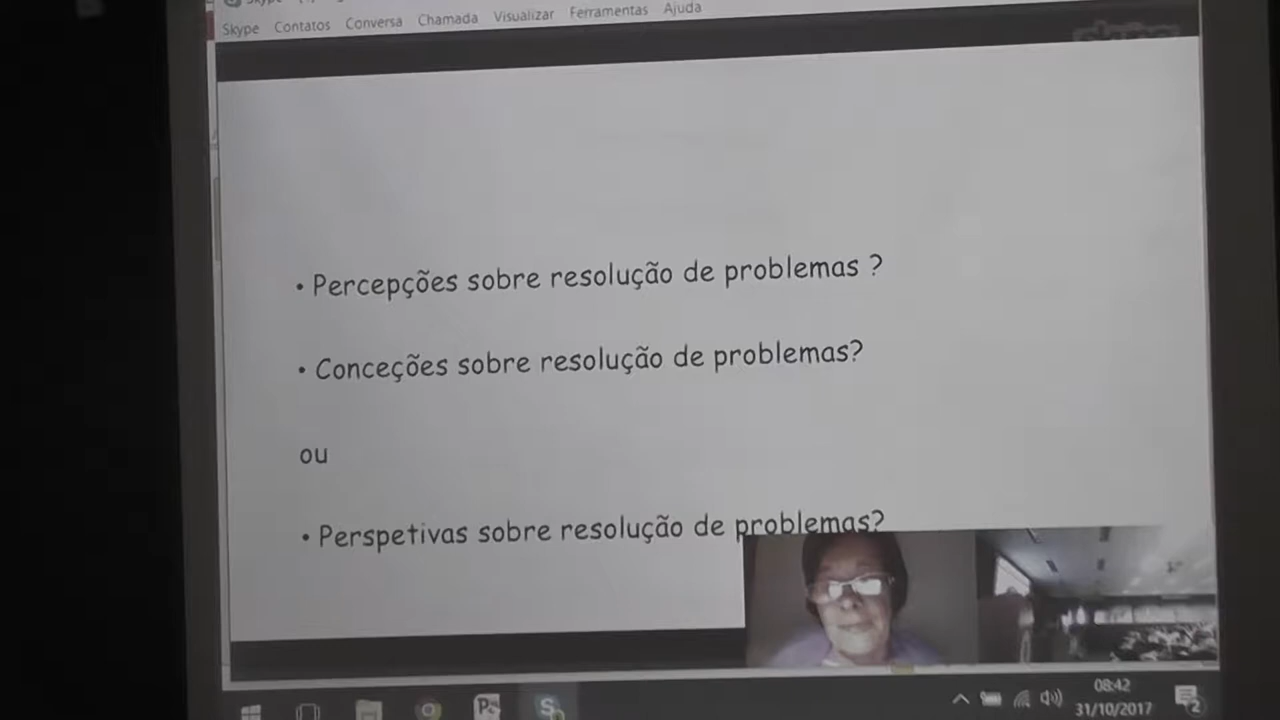 Skype Contatos Conversa Chamada Visualizar Ferramentas Ajuda
• Percepções sobre resolução de problemas ?
• Conceções sobre resolução de problemas?
ou
• Perspetivas sobre resolução de problemas?
08:42
31/10/2017
2